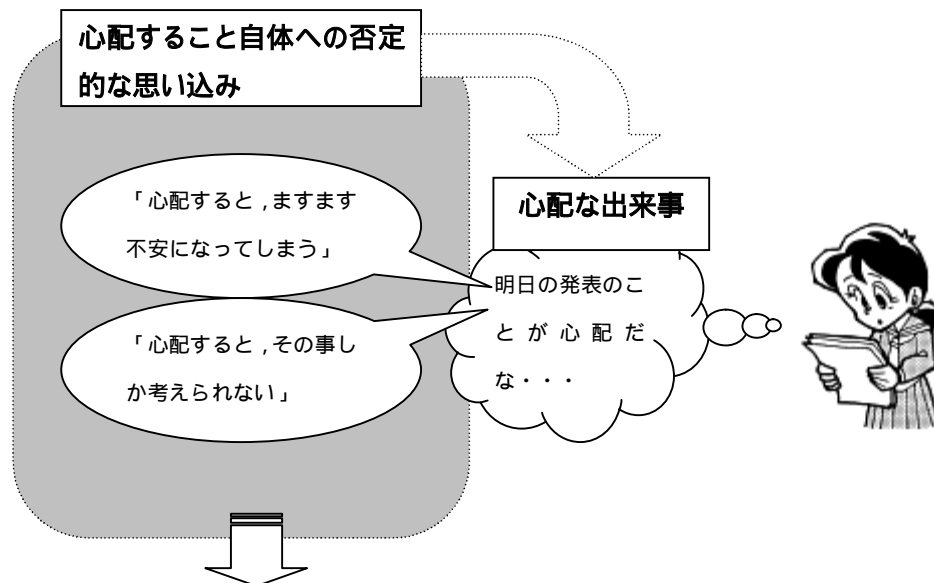 心配すること自体への否定
的な思い込み
「心配すると,ますます
不安になってしまう」
「心配すると,その事し
か考えられない」
心配な出来事
明日の発表のこ
とが心配だ
な・・・